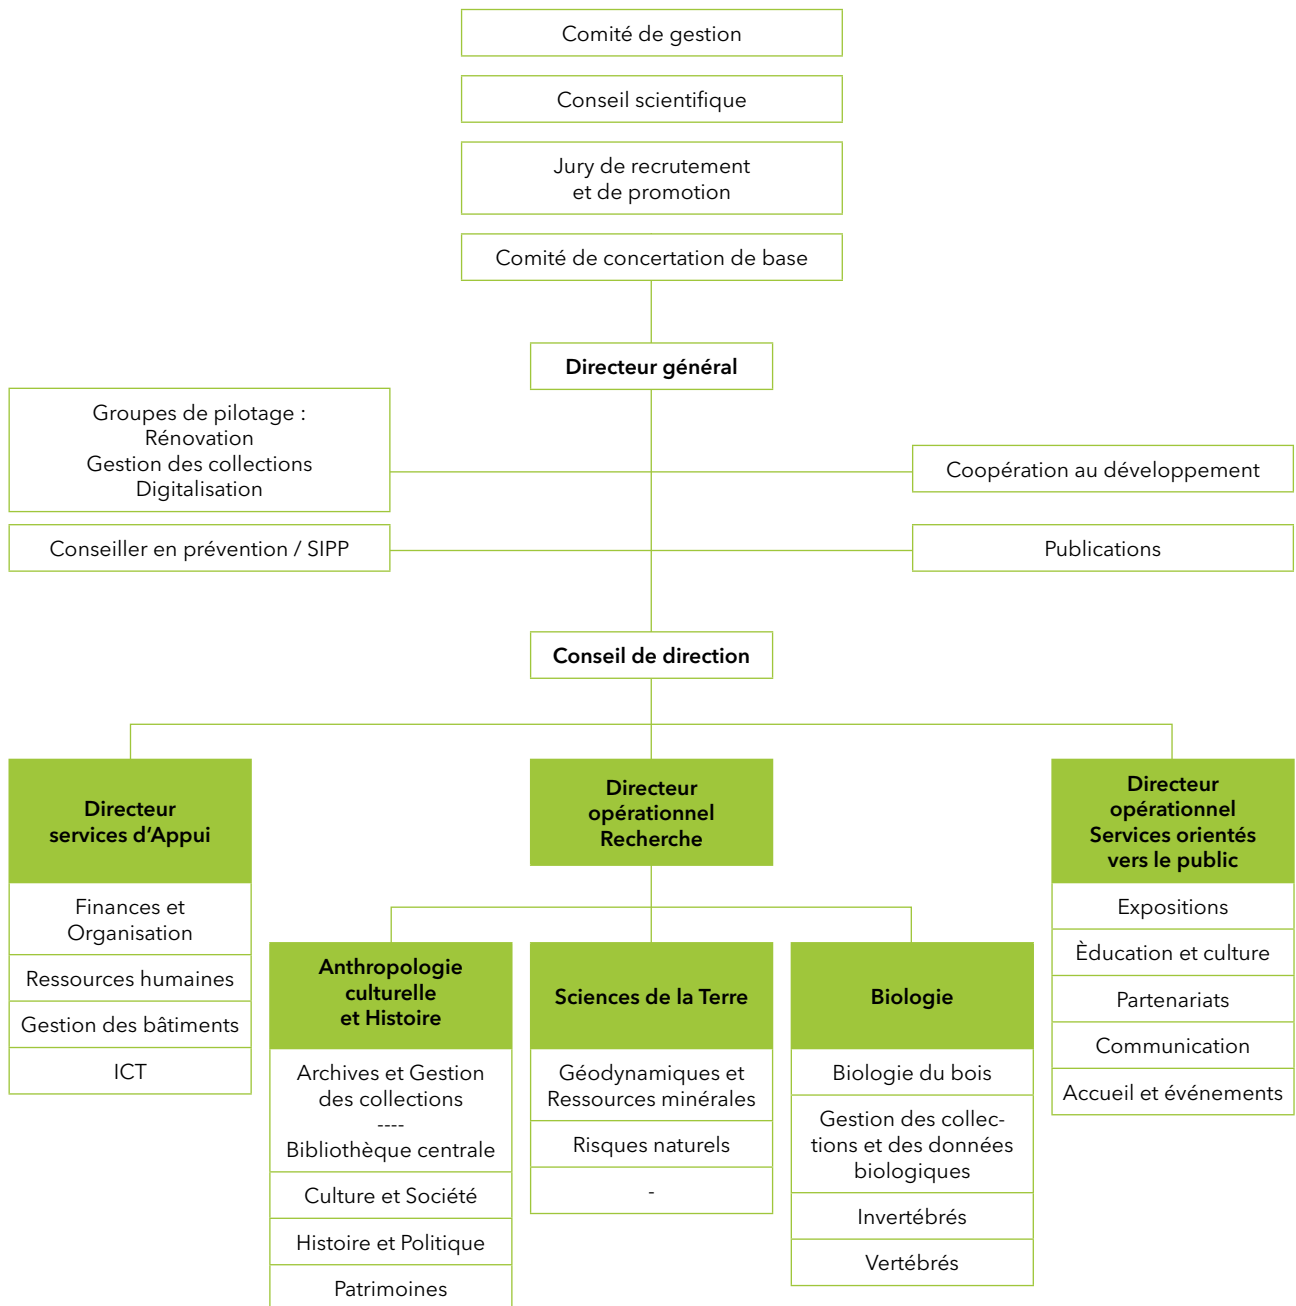 Comité de gestion
Conseil scientifique
Jury de recrutement
et de promotion
Comité de concertation de base
Directeur général
Groupes de pilotage :
Rénovation
Gestion des collections
Digitalisation
Coopération au développement
Conseiller en prévention / SIPP
Publications
Conseil de direction
Directeur
services d‘Appui
Finances et
Organisation
Ressources humaines
Gestion des bâtiments
ICT
Directeur
opérationnel
Recherche
Anthropologie
culturelle
et Histoire
Archives et Gestion
des collections
----
Bibliothèque centrale
Culture et Société
Histoire et Politique
Patrimoines
Sciences de la Terre
Géodynamiques et
Ressources minérales
Risques naturels
-
Biologie
Biologie du bois
Gestion des collec-
tions et des données
biologiques
Invertébrés
Vertébrés
Directeur
opérationnel
Services orientés
vers le public
Expositions
Èducation et culture
Partenariats
Communication
Accueil et événements